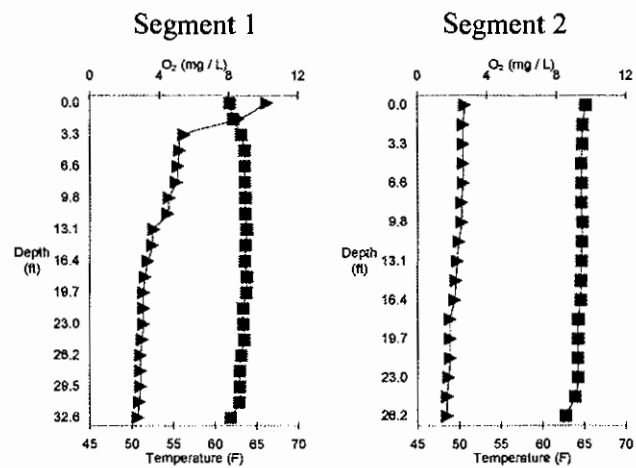 Segment 1
Segment 2
O₂ (mg / L)
0 4 8 12
0.0
3.3
6.6
9.8
13.1
16.4
19.7
23.0
26.2
29.5
32.8
Depth
(ft)
45 50 55 60 65 70
Temperature (F)
O₂ (mg / L)
0 4 8 12
0.0
3.3
6.6
9.8
13.1
16.4
19.7
23.0
26.2
Depth
(ft)
45 50 55 60 65 70
Temperature (F)